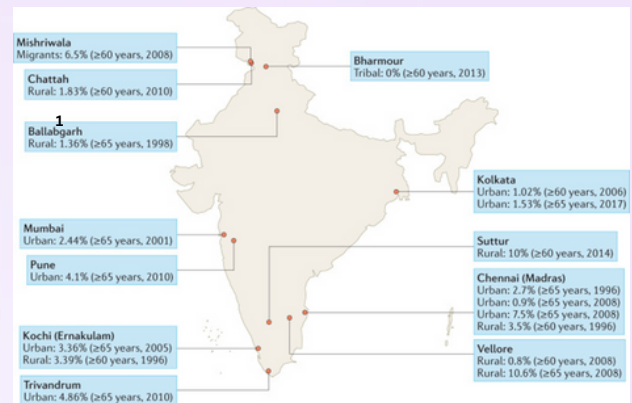 Mishriwala
Migrants: 6.5% (≥60 years, 2008)
Chattah
Rural: 1.83% (≥60 years, 2010)
1
Ballabgarh
Rural: 1.36% (≥65 years, 1998)
Mumbai
Urban: 2.44% (≥65 years, 2001)
Pune
Urban: 4.1% (≥65 years, 2010)
Kochi (Ernakulam)
Urban: 3.36% (≥65 years, 2005)
Rural: 3.39% (≥60 years, 1996)
Trivandrum
Urban: 4.86% (≥65 years, 2010)
Bharmour
Tribal: 0% (≥60 years, 2013)
Kolkata
Urban: 1.02% (≥60 years, 2006)
Urban: 1.53% (≥65 years, 2017)
Suttur
Rural: 10% (≥60 years, 2014)
Chennai (Madras)
Urban: 2.7% (≥65 years, 1996)
Urban: 0.9% (≥65 years, 2008)
Urban: 7.5% (≥65 years, 2008)
Rural: 3.5% (≥60 years, 1996)
Vellore
Rural: 0.8% (≥60 years, 2008)
Rural: 10.6% (≥65 years, 2008)